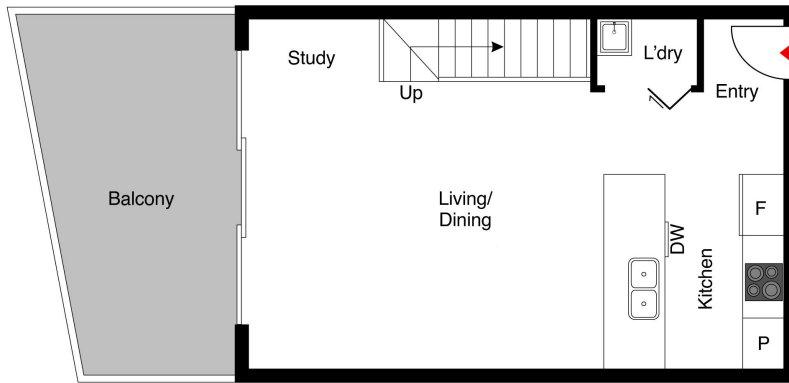 Study
Up
L'dry
Entry
Balcony
Living/
Dining
DW
Kitchen
F
P